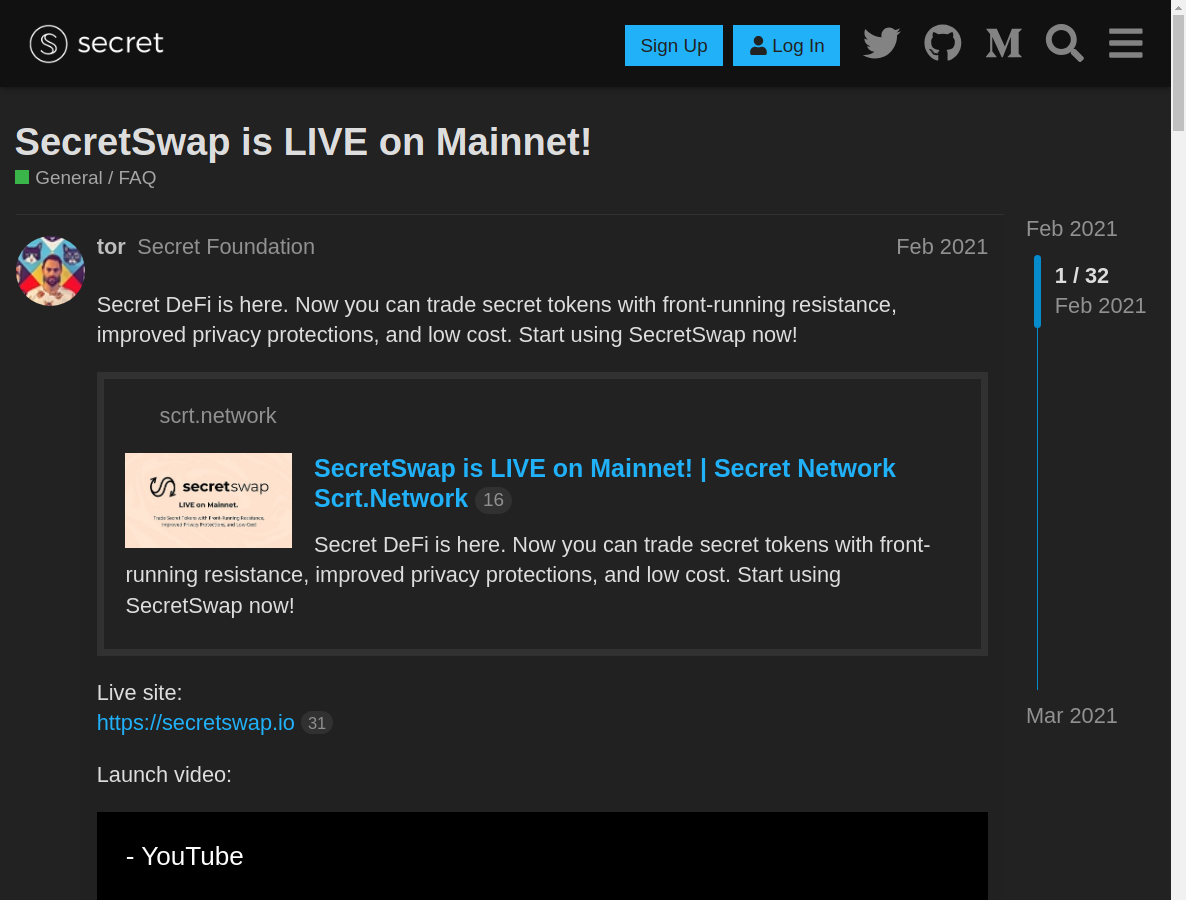 secret
Sign Up
Log In
SecretSwap is LIVE on Mainnet!
General / FAQ
Feb 2021
tor Secret Foundation Feb 2021
1 / 32
Feb 2021
Secret DeFi is here. Now you can trade secret tokens with front-running resistance,
improved privacy protections, and low cost. Start using SecretSwap now!
scrt.network
secretswap
LIVE on Mainnet.
Trade Secret Tokens with Front-Running Resistance,
Improved Privacy Protections, and Low Cost
SecretSwap is LIVE on Mainnet! | Secret Network
Scrt.Network 16
Secret DeFi is here. Now you can trade secret tokens with front-
running resistance, improved privacy protections, and low cost. Start using
SecretSwap now!
Live site:
https://secretswap.io 31
Mar 2021
Launch video:
- YouTube